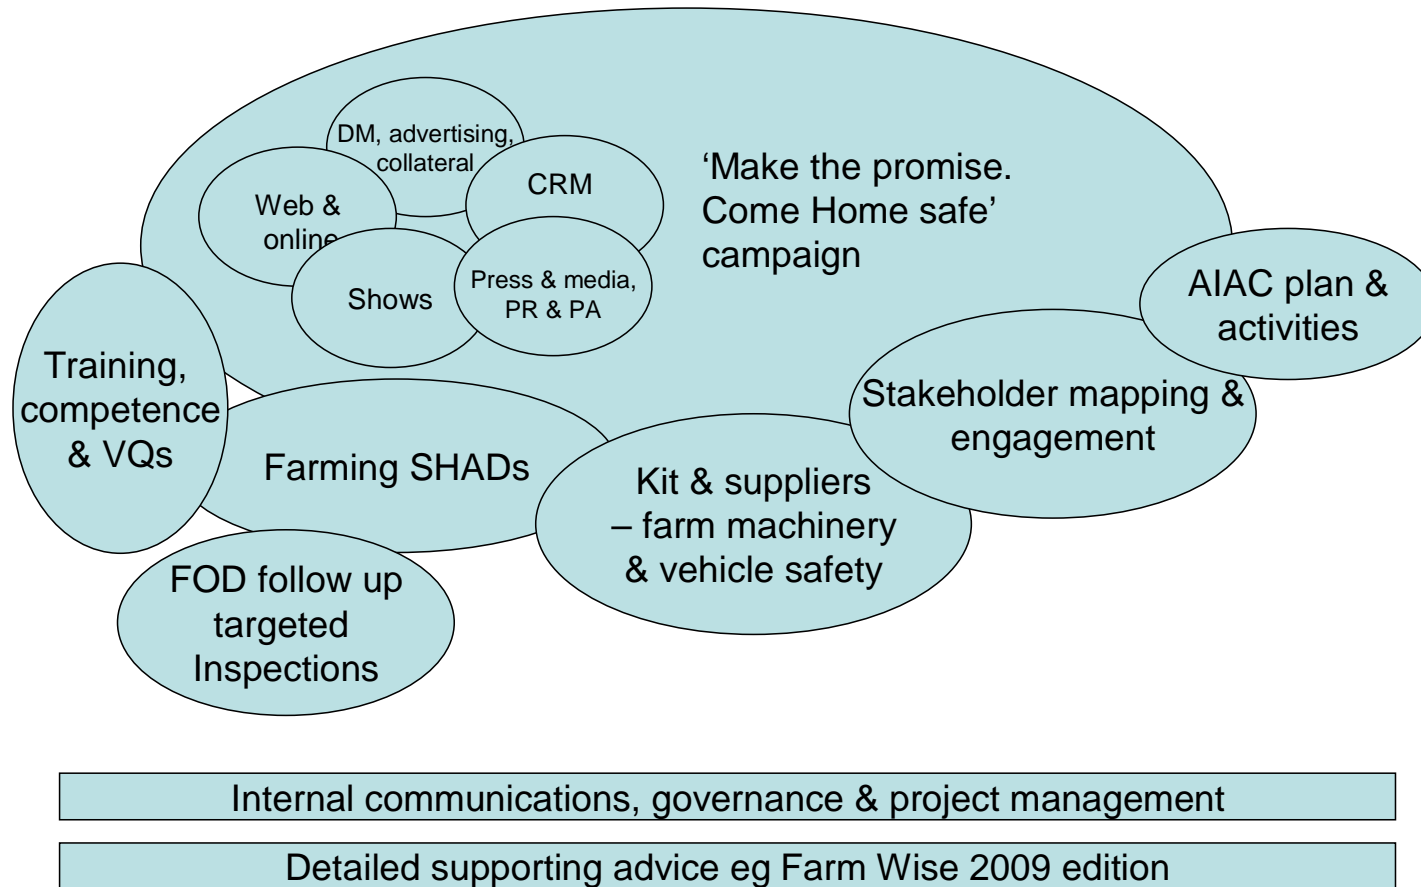 DM, advertising,
collateral
CRM
Web &
online
Shows
Press & media,
PR & PA
‘Make the promise.
Come Home safe’
campaign
AIAC plan &
activities
Training,
competence
& VQs
Stakeholder mapping &
engagement
Farming SHADs
Kit & suppliers
– farm machinery
& vehicle safety
FOD follow up
targeted
Inspections
Internal communications, governance & project management
Detailed supporting advice eg Farm Wise 2009 edition